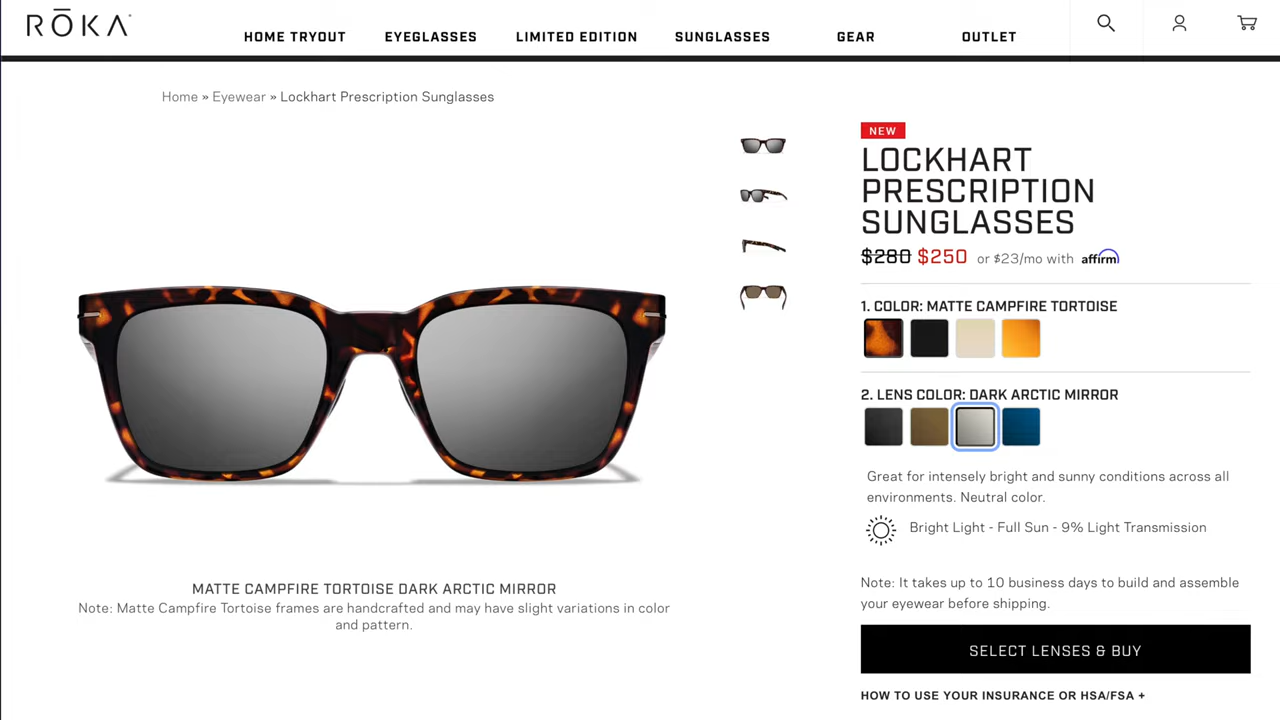 RŌKA
HOME TRYOUT EYEGLASSES LIMITED EDITION SUNGLASSES GEAR OUTLET
Home » Eyewear » Lockhart Prescription Sunglasses
NEW
LOCKHART
PRESCRIPTION
SUNGLASSES
$280 $250 or $23/mo with affirm
1. COLOR: MATTE CAMPFIRE TORTOISE
2. LENS COLOR: DARK ARCTIC MIRROR
Great for intensely bright and sunny conditions across all
environments. Neutral color.
Bright Light - Full Sun - 9% Light Transmission
Note: It takes up to 10 business days to build and assemble
your eyewear before shipping.
SELECT LENSES & BUY
HOW TO USE YOUR INSURANCE OR HSA/FSA +
MATTE CAMPFIRE TORTOISE DARK ARCTIC MIRROR
Note: Matte Campfire Tortoise frames are handcrafted and may have slight variations in color
and pattern.